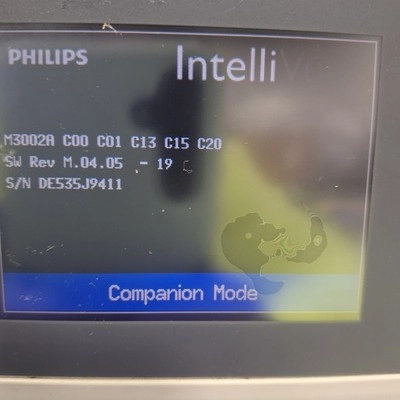 PHILIPS
Intelli
M3002A C00 C01 C13 C15 C20
SW Rev M.04.05 - 19
S/N DE535J9411
Companion Mode